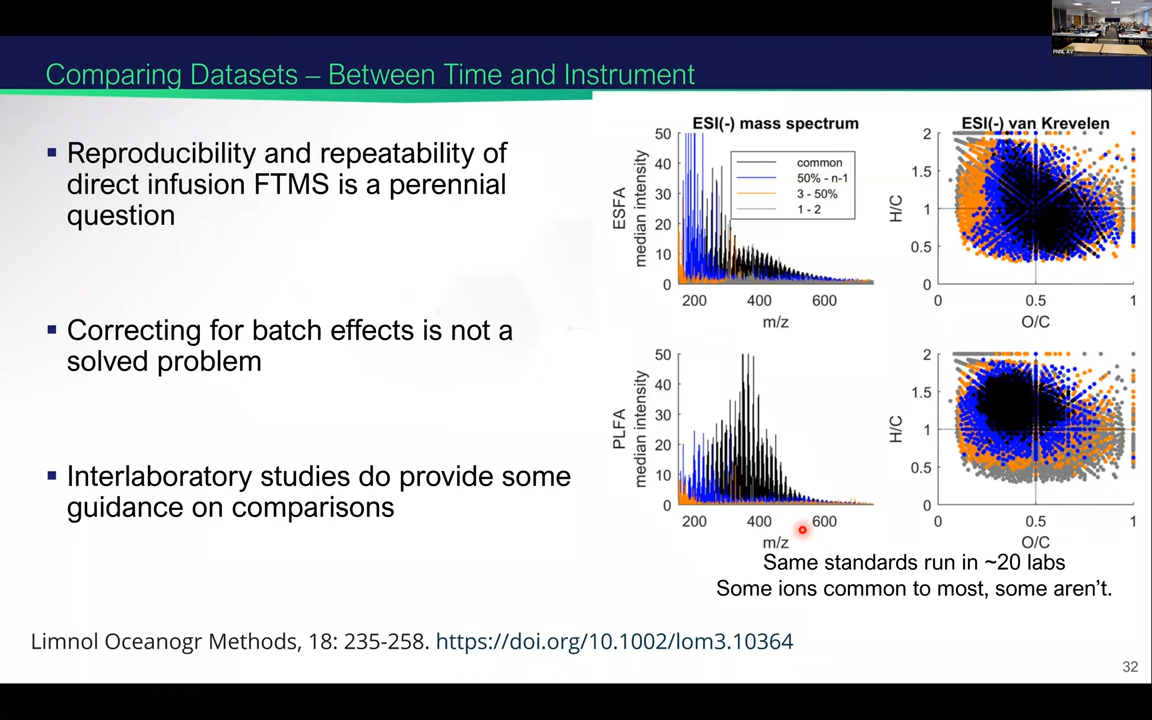 PNNL AV
Comparing Datasets – Between Time and Instrument
▪ Reproducibility and repeatability of
direct infusion FTMS is a perennial
question
▪ Correcting for batch effects is not a
solved problem
▪ Interlaboratory studies do provide some
guidance on comparisons
ESI(-) mass spectrum
ESFA
median intensity
50
40
30
20
10
0
common
50% - n-1
3 - 50%
1 - 2
200 400 600
m/z
ESI(-) van Krevelen
H/C
2
1.5
1
0.5
0
0 0.5 1
O/C
PLFA
median intensity
50
40
30
20
10
0
200 400 600
m/z
H/C
2
1.5
1
0.5
0
0 0.5 1
O/C
Same standards run in ~20 labs
Some ions common to most, some aren't.
Limnol Oceanogr Methods, 18: 235-258. https://doi.org/10.1002/lom3.10364
32